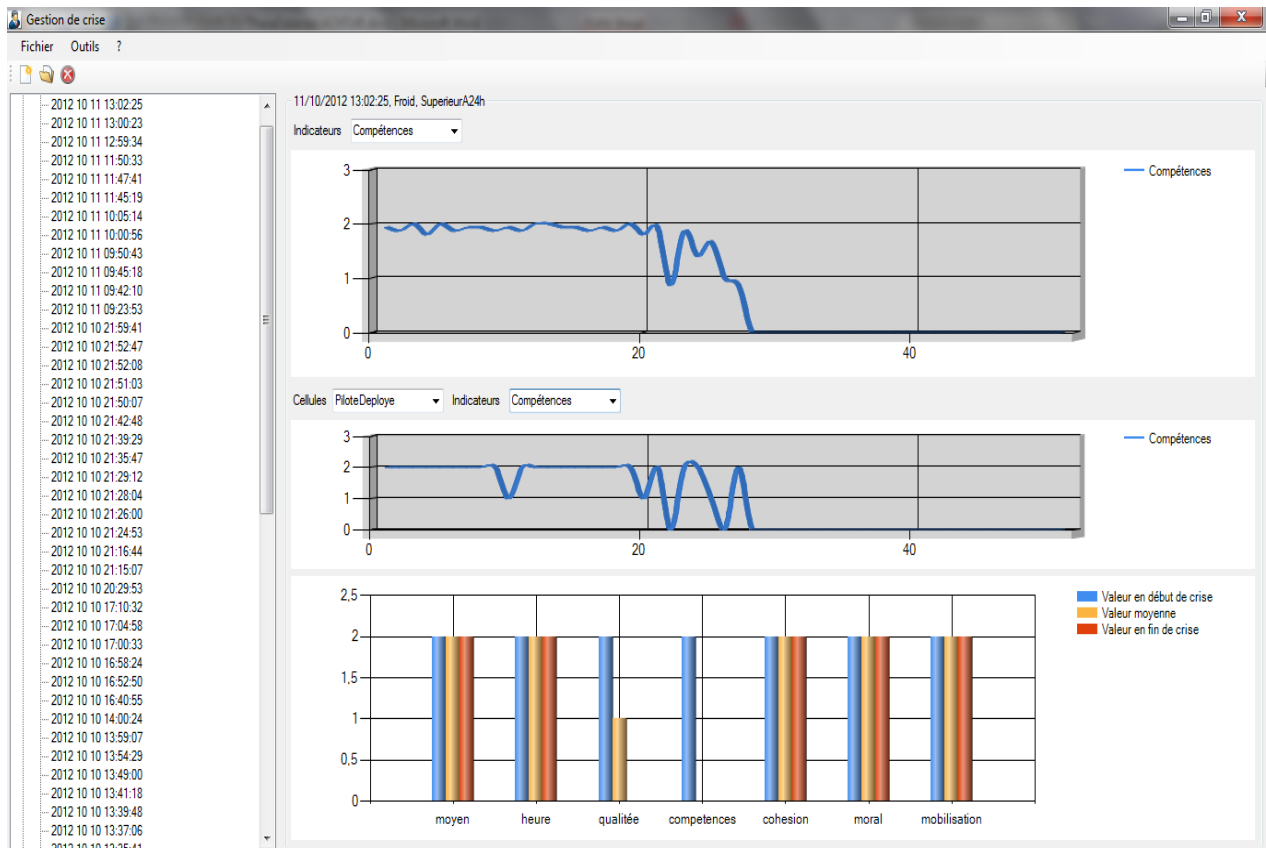 Gestion de crise
Fichier Outils ?
2012 10 11 13:02:25
2012 10 11 13:00:23
2012 10 11 12:59:34
2012 10 11 11:50:33
2012 10 11 11:47:41
2012 10 11 11:45:19
2012 10 11 10:05:14
2012 10 11 10:00:56
2012 10 11 09:50:43
2012 10 11 09:45:18
2012 10 11 09:42:10
2012 10 11 09:23:53
2012 10 10 21:59:41
2012 10 10 21:52:47
2012 10 10 21:52:08
2012 10 10 21:51:03
2012 10 10 21:50:07
2012 10 10 21:42:48
2012 10 10 21:39:29
2012 10 10 21:35:47
2012 10 10 21:29:12
2012 10 10 21:28:04
2012 10 10 21:26:00
2012 10 10 21:24:53
2012 10 10 21:16:44
2012 10 10 21:15:07
2012 10 10 20:29:53
2012 10 10 17:10:32
2012 10 10 17:04:58
2012 10 10 17:00:33
2012 10 10 16:58:24
2012 10 10 16:52:50
2012 10 10 16:40:55
2012 10 10 14:00:24
2012 10 10 13:59:07
2012 10 10 13:54:29
2012 10 10 13:49:00
2012 10 10 13:41:18
2012 10 10 13:39:48
2012 10 10 13:37:06
11/10/2012 13:02:25, Froid, SuperieurA24h
Indicateurs Compétences
3
2
1
0
0 20 40
Compétences
Cellules PiloteDeploye Indicateurs Compétences
3
2
1
0
0 20 40
Compétences
2,5
2
1,5
1
0,5
0
moyen heure qualitée competences cohesion moral mobilisation
Valeur en début de crise
Valeur moyenne
Valeur en fin de crise